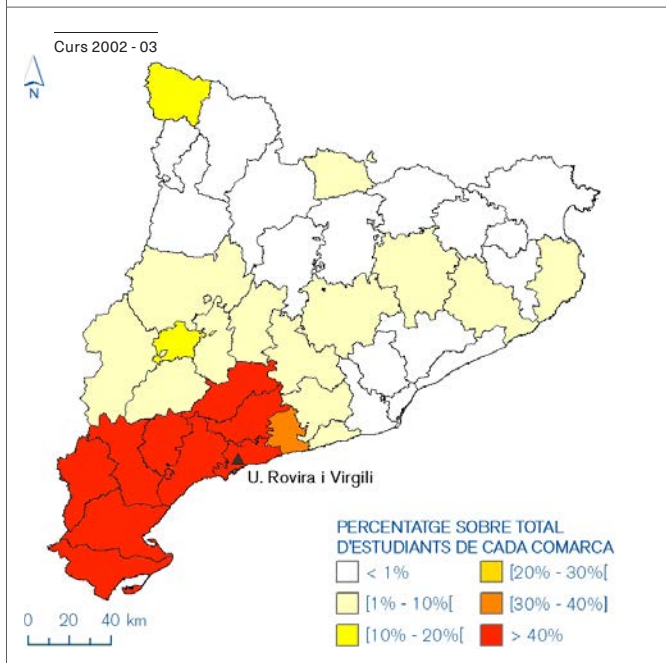 Curs 2002 - 03
N
U. Rovira i Virgili
PERCENTATGE SOBRE TOTAL
D'ESTUDIANTS DE CADA COMARCA
< 1%
[20% - 30%[
[1% - 10%[
[30% - 40%]
[10% - 20%[
> 40%
0 20 40 km